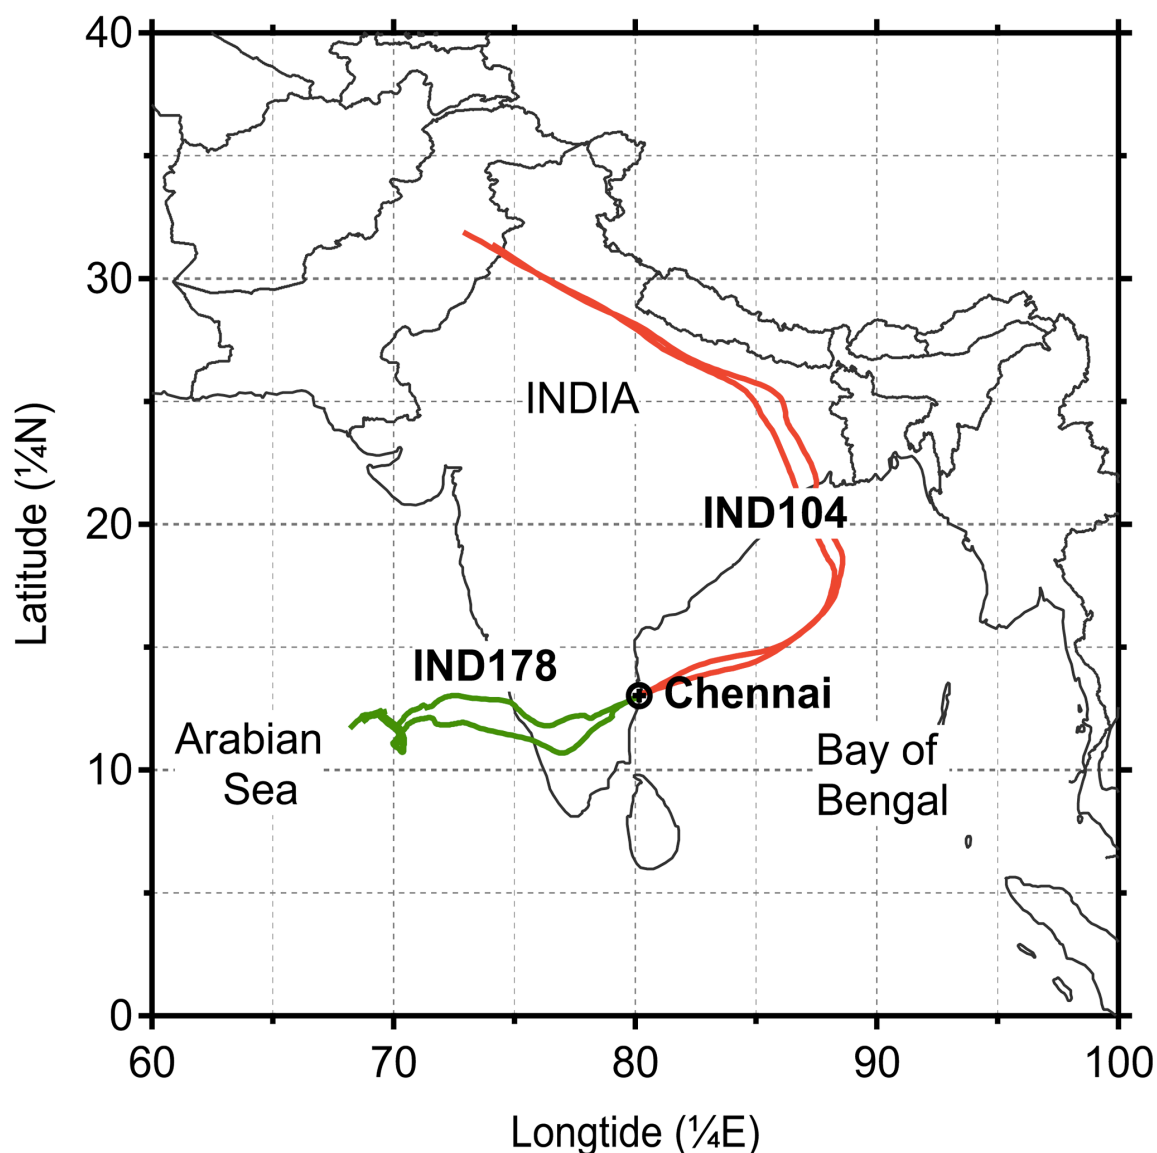 40
30
20
10
0
60
70
80
90
100
Latitude (¼N)
Longtide (¼E)
INDIA
IND104
IND178
Chennai
Arabian
Sea
Bay of
Bengal